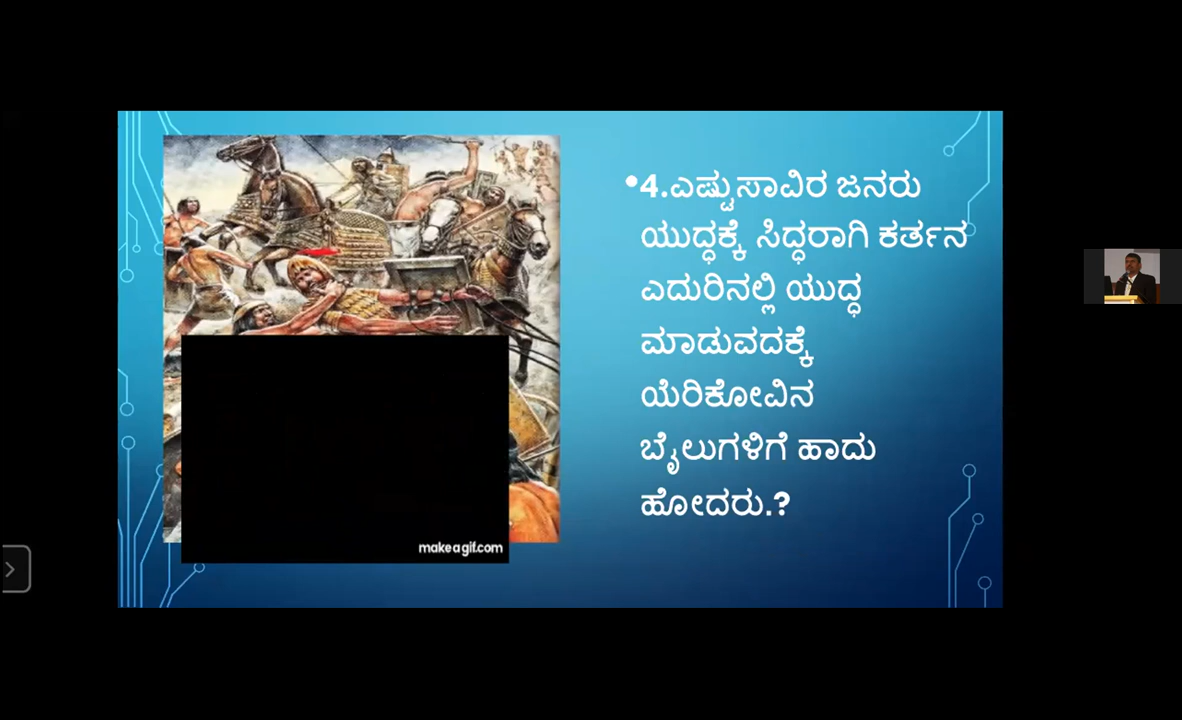 •4.ಎಷ್ಟುಸಾವಿರ ಜನರು
ಯುದ್ಧಕ್ಕೆ ಸಿದ್ಧರಾಗಿ ಕರ್ತನ
ಎದುರಿನಲ್ಲಿ ಯುದ್ಧ
ಮಾಡುವದಕ್ಕೆ
ಯೆರಿಕೋವಿನ
ಬೈಲುಗಳಿಗೆ ಹಾದು
ಹೋದರು.?
makeagif.com